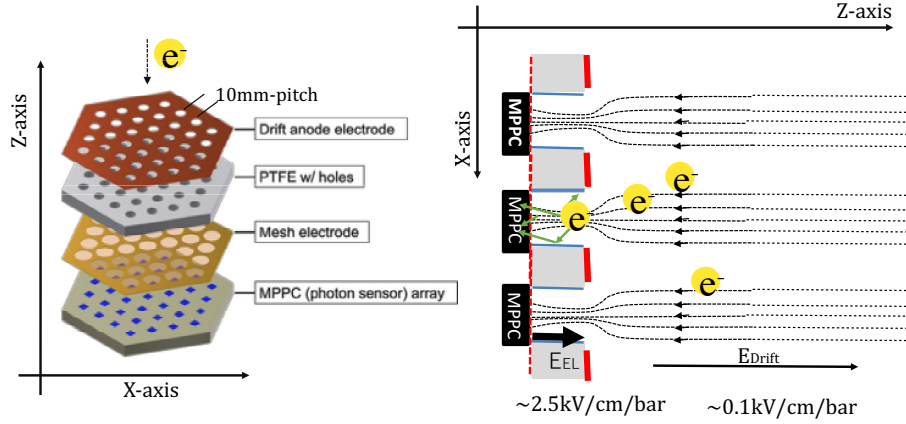 Z-axis
e-
10mm-pitch
Drift anode electrode
PTFE w/ holes
Mesh electrode
MPPC (photon sensor) array
X-axis
Z-axis
X-axis
MPPC
MPPC
MPPC
e-
e-
e-
e-
EEL
EDrift
~2.5kV/cm/bar
~0.1kV/cm/bar